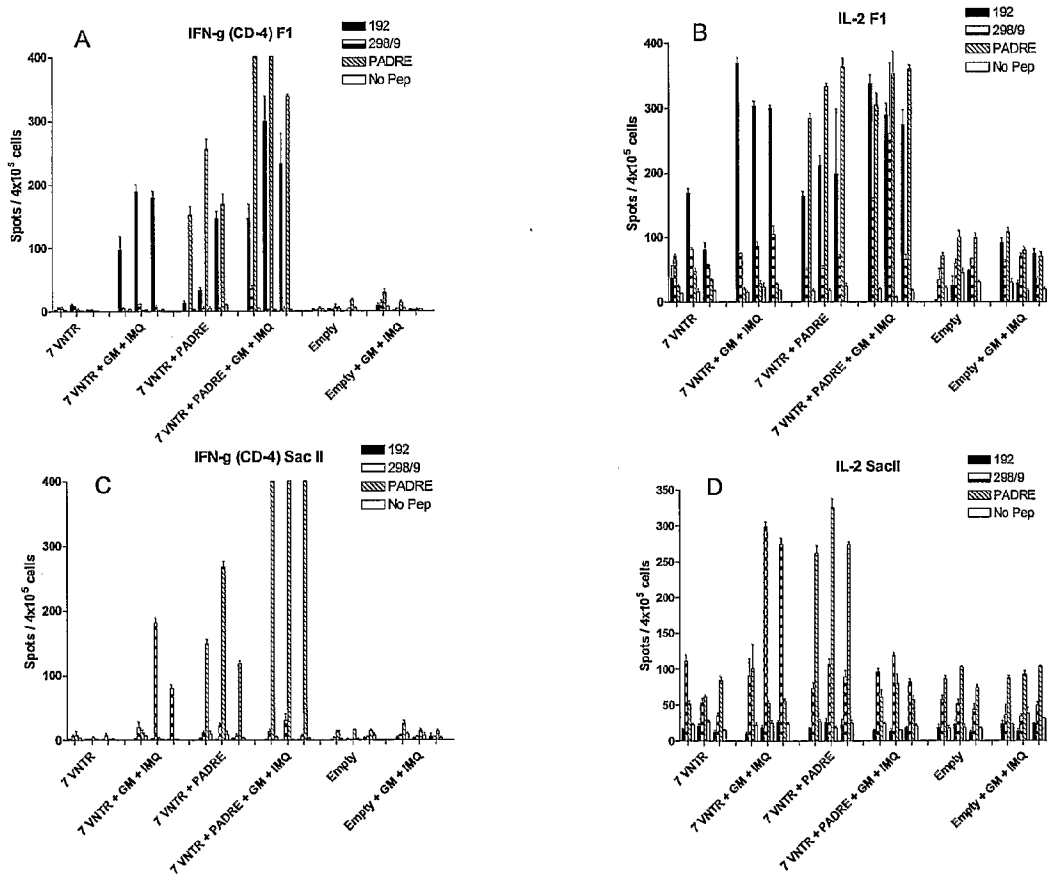 A
IFN-g (CD-4) F1
192
298/9
PADRE
No Pep
400
300
200
100
0
Spots / 4x10⁵ cells
7 VNTR
7 VNTR + GM + IMQ
7 VNTR + PADRE
7 VNTR + PADRE + GM + IMQ
Empty
Empty + GM + IMQ
B
IL-2 F1
192
298/9
PADRE
No Pep
400
300
200
100
0
Spots / 4x10⁵ cells
7 VNTR
7 VNTR + GM + IMQ
7 VNTR + PADRE
7 VNTR + PADRE + GM + IMQ
Empty
Empty + GM + IMQ
C
IFN-g (CD-4) Sac II
192
298/9
PADRE
No Pep
400
300
200
100
0
Spots / 4x10⁵ cells
7 VNTR
7 VNTR + GM + IMQ
7 VNTR + PADRE
7 VNTR + PADRE + GM + IMQ
Empty
Empty + GM + IMQ
D
IL-2 SacII
192
298/9
PADRE
No Pep
350
300
250
200
150
100
50
0
Spots / 4x10⁵ cells
7 VNTR
7 VNTR + GM + IMQ
7 VNTR + PADRE
7 VNTR + PADRE + GM + IMQ
Empty
Empty + GM + IMQ